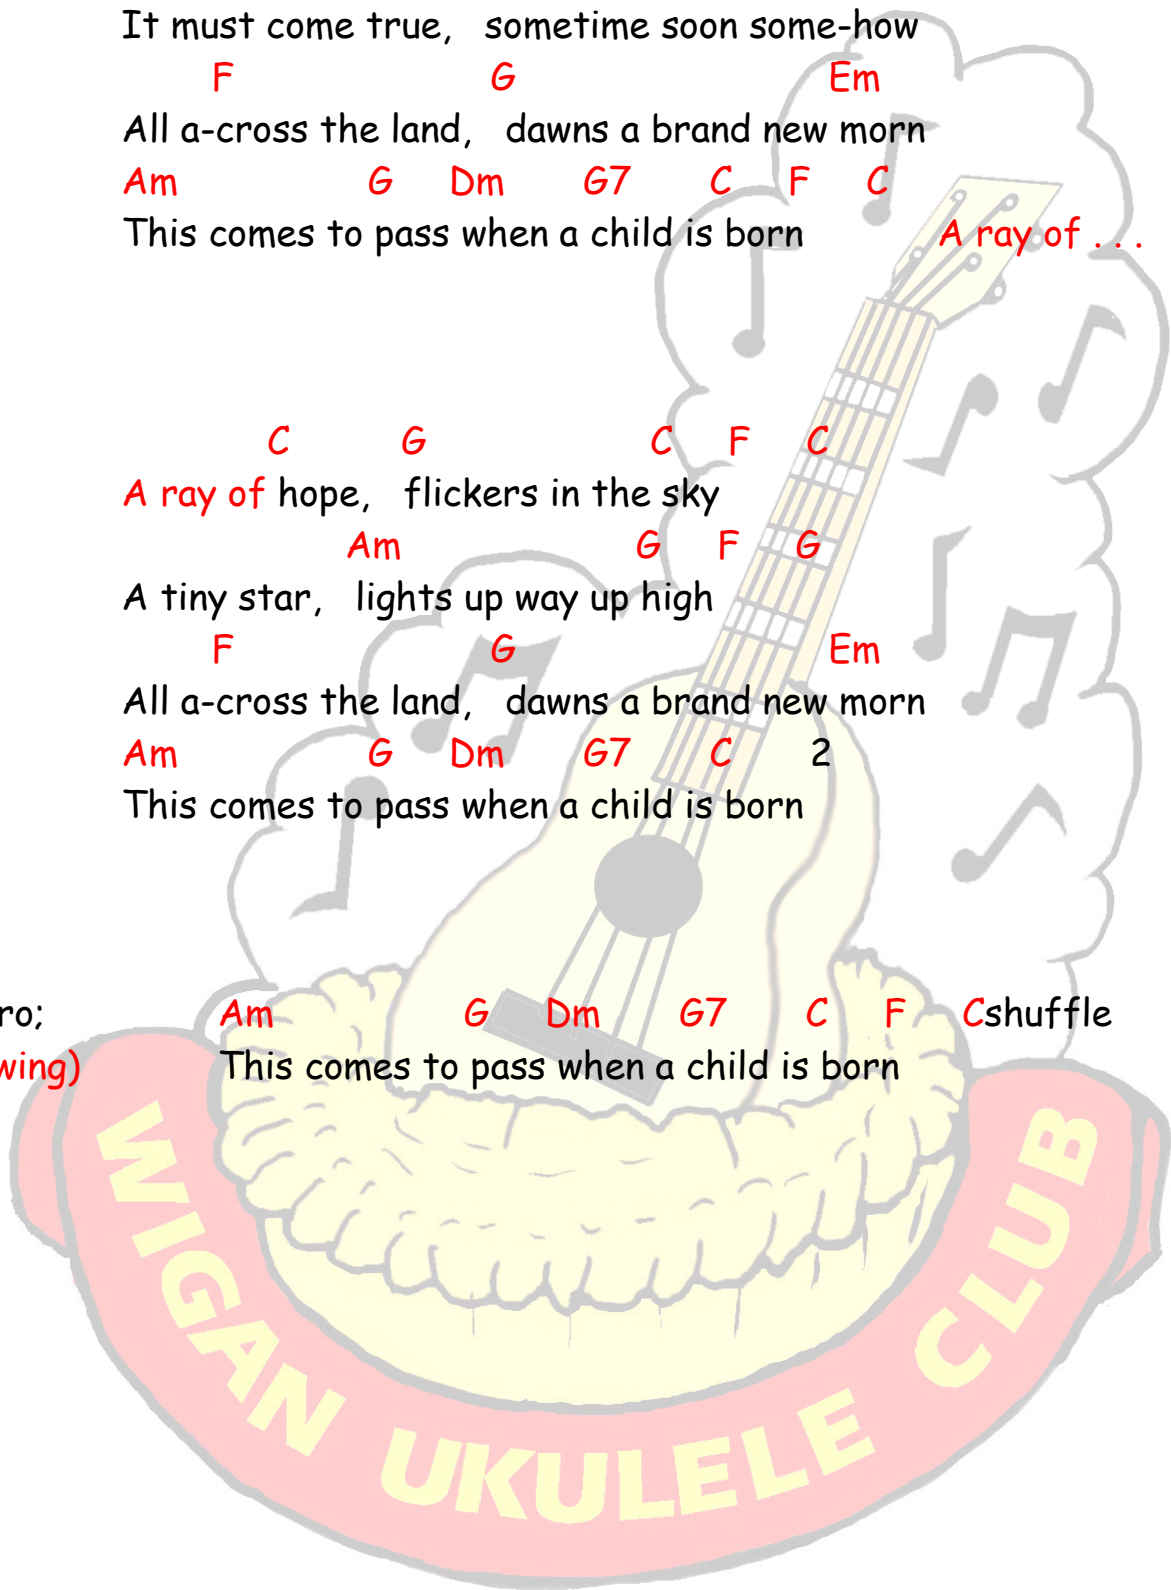 It must come true, sometime soon some-how
F G Em
All a-cross the land, dawns a brand new morn
Am G Dm G7 C F C
This comes to pass when a child is born A ray of . . .
C G C F C
A ray of hope, flickers in the sky
Am G F G
A tiny star, lights up way up high
F G Em
All a-cross the land, dawns a brand new morn
Am G Dm G7 C 2
This comes to pass when a child is born
ro; Am G Dm G7 C F Cshuffle
wing) This comes to pass when a child is born
WIGAN UKULELE CLUB